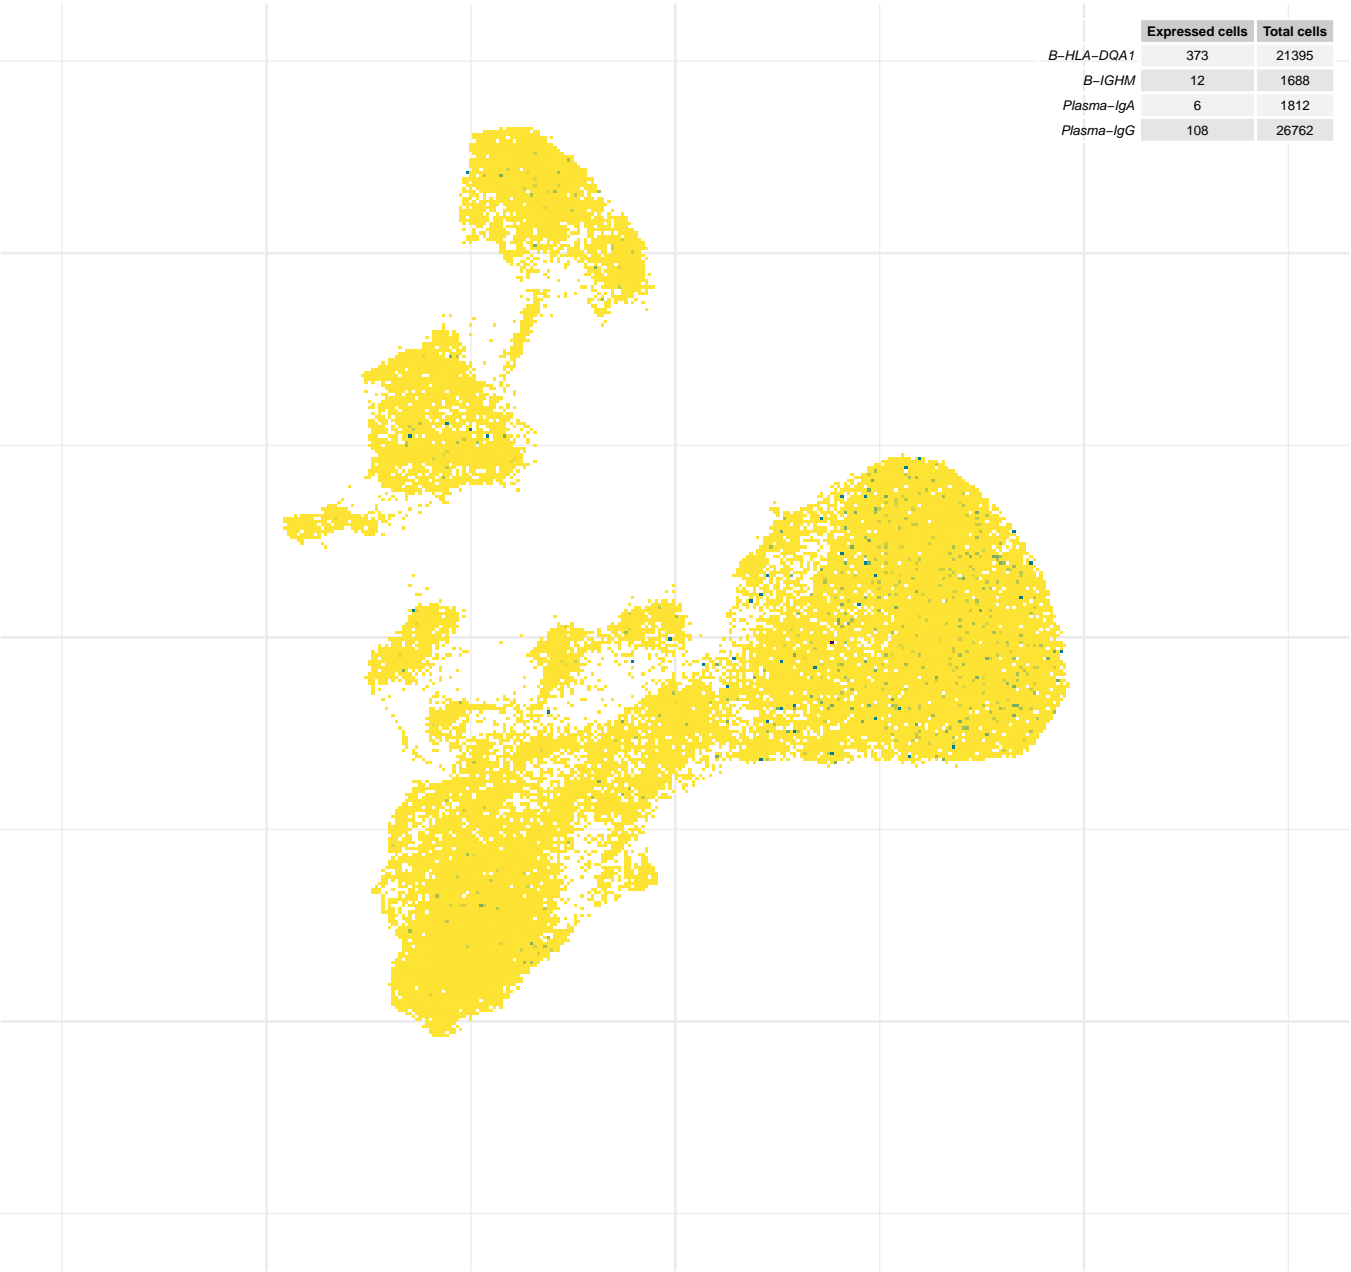 Expressed cells Total cells
B−HLA−DQA1 373 21395
B−IGHM 12 1688
Plasma−IgA 6 1812
Plasma−IgG 108 26762